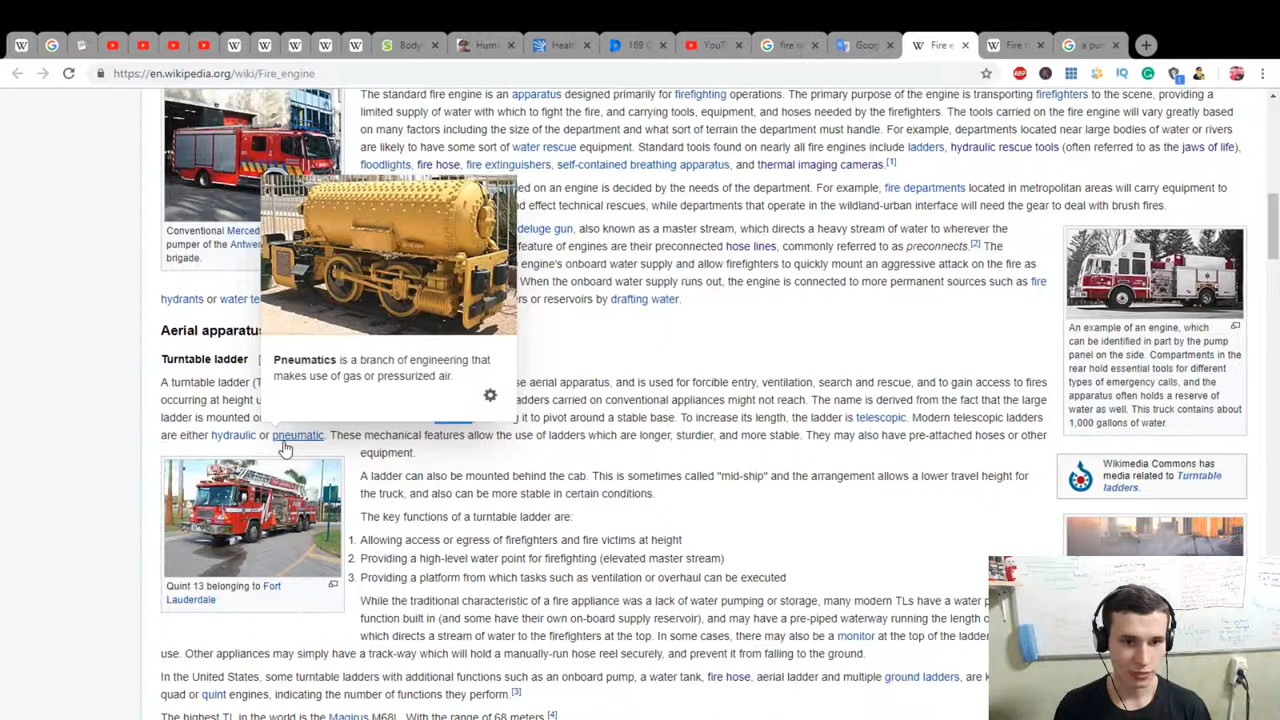 Body
Hum
Healt
169 G
YouT
fire n
Goog
Fire e
Fire t
a pur
https://en.wikipedia.org/wiki/Fire_engine
The standard fire engine is an apparatus designed primarily for firefighting operations. The primary purpose of the engine is transporting firefighters to the scene, providing a
limited supply of water with which to fight the fire, and carrying tools, equipment, and hoses needed by the firefighters. The tools carried on the fire engine will vary greatly based
on many factors including the size of the department and what sort of terrain the department must handle. For example, departments located near large bodies of water or rivers
are likely to have some sort of water rescue equipment. Standard tools found on nearly all fire engines include ladders, hydraulic rescue tools (often referred to as the jaws of life),
floodlights, fire hose, fire extinguishers, self-contained breathing apparatus, and thermal imaging cameras.[1]
Conventional Merced
pumper of the Antwer
brigade.
ed on an engine is decided by the needs of the department. For example, fire departments located in metropolitan areas will carry equipment to
nd effect technical rescues, while departments that operate in the wildland-urban interface will need the gear to deal with brush fires.
deluge gun, also known as a master stream, which directs a heavy stream of water to wherever the
feature of engines are their preconnected hose lines, commonly referred to as preconnects.[2] The
engine's onboard water supply and allow firefighters to quickly mount an aggressive attack on the fire as
When the onboard water supply runs out, the engine is connected to more permanent sources such as fire
hydrants or water te
rs or reservoirs by drafting water.
An example of an engine, which
can be identified in part by the pump
panel on the side. Compartments in the
rear hold essential tools for different
types of emergency calls, and the
apparatus often holds a reserve of
water as well. This truck contains about
1,000 gallons of water.
Aerial apparatus
Turntable ladder [
Pneumatics is a branch of engineering that
makes use of gas or pressurized air.
A turntable ladder (T
se aerial apparatus, and is used for forcible entry, ventilation, search and rescue, and to gain access to fires
occurring at height u
adders carried on conventional appliances might not reach. The name is derived from the fact that the large
ladder is mounted or
g it to pivot around a stable base. To increase its length, the ladder is telescopic. Modern telescopic ladders
are either hydraulic or pneumatic. These mechanical features allow the use of ladders which are longer, sturdier, and more stable. They may also have pre-attached hoses or other
equipment.
Wikimedia Commons has
media related to Turntable
ladders.
A ladder can also be mounted behind the cab. This is sometimes called "mid-ship" and the arrangement allows a lower travel height for
the truck, and also can be more stable in certain conditions.
The key functions of a turntable ladder are:
1. Allowing access or egress of firefighters and fire victims at height
2. Providing a high-level water point for firefighting (elevated master stream)
3. Providing a platform from which tasks such as ventilation or overhaul can be executed
Quint 13 belonging to Fort
Lauderdale
While the traditional characteristic of a fire appliance was a lack of water pumping or storage, many modern TLs have a water p
function built in (and some have their own on-board supply reservoir), and may have a pre-piped waterway running the length o
which directs a stream of water to the firefighters at the top. In some cases, there may also be a monitor at the top of the ladder
use. Other appliances may simply have a track-way which will hold a manually-run hose reel securely, and prevent it from falling to the ground.
In the United States, some turntable ladders with additional functions such as an onboard pump, a water tank, fire hose, aerial ladder and multiple ground ladders, are k
quad or quint engines, indicating the number of functions they perform [3]
The highest TL in the world is the Magirus M68L. With the range of 68 meters.[4]